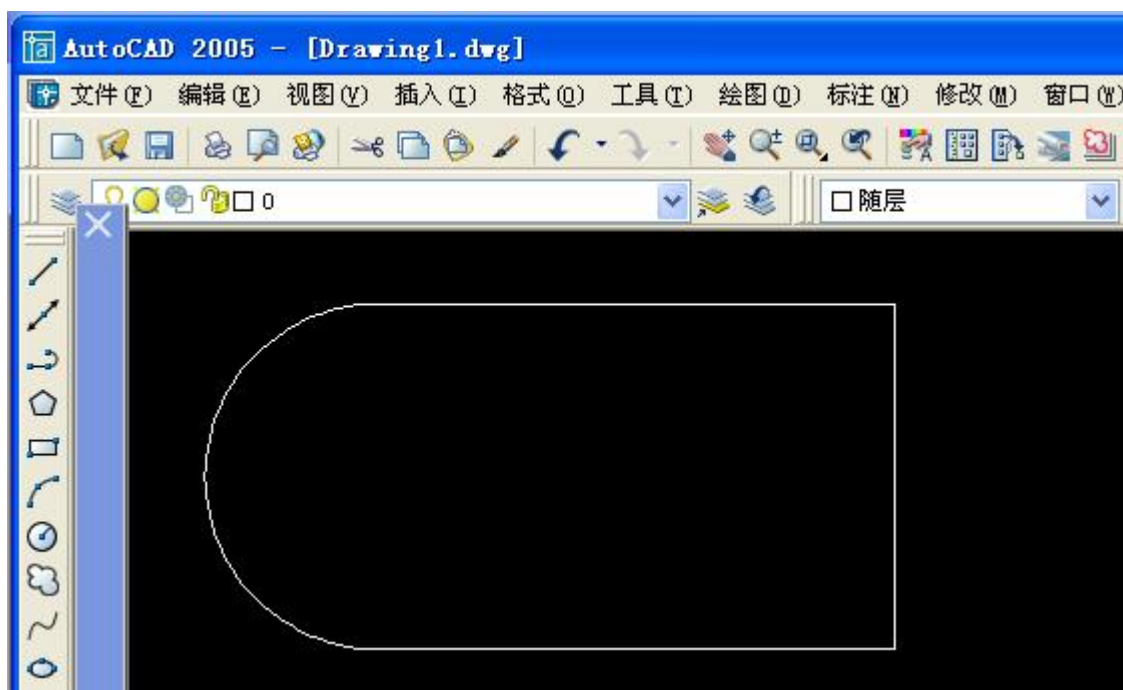 AutoCAD 2005 - [Drawing1.dwg]
文件(F) 编辑(E) 视图(V) 插入(I) 格式(O) 工具(T) 绘图(D) 标注(N) 修改(M) 窗口(W)
0 随层